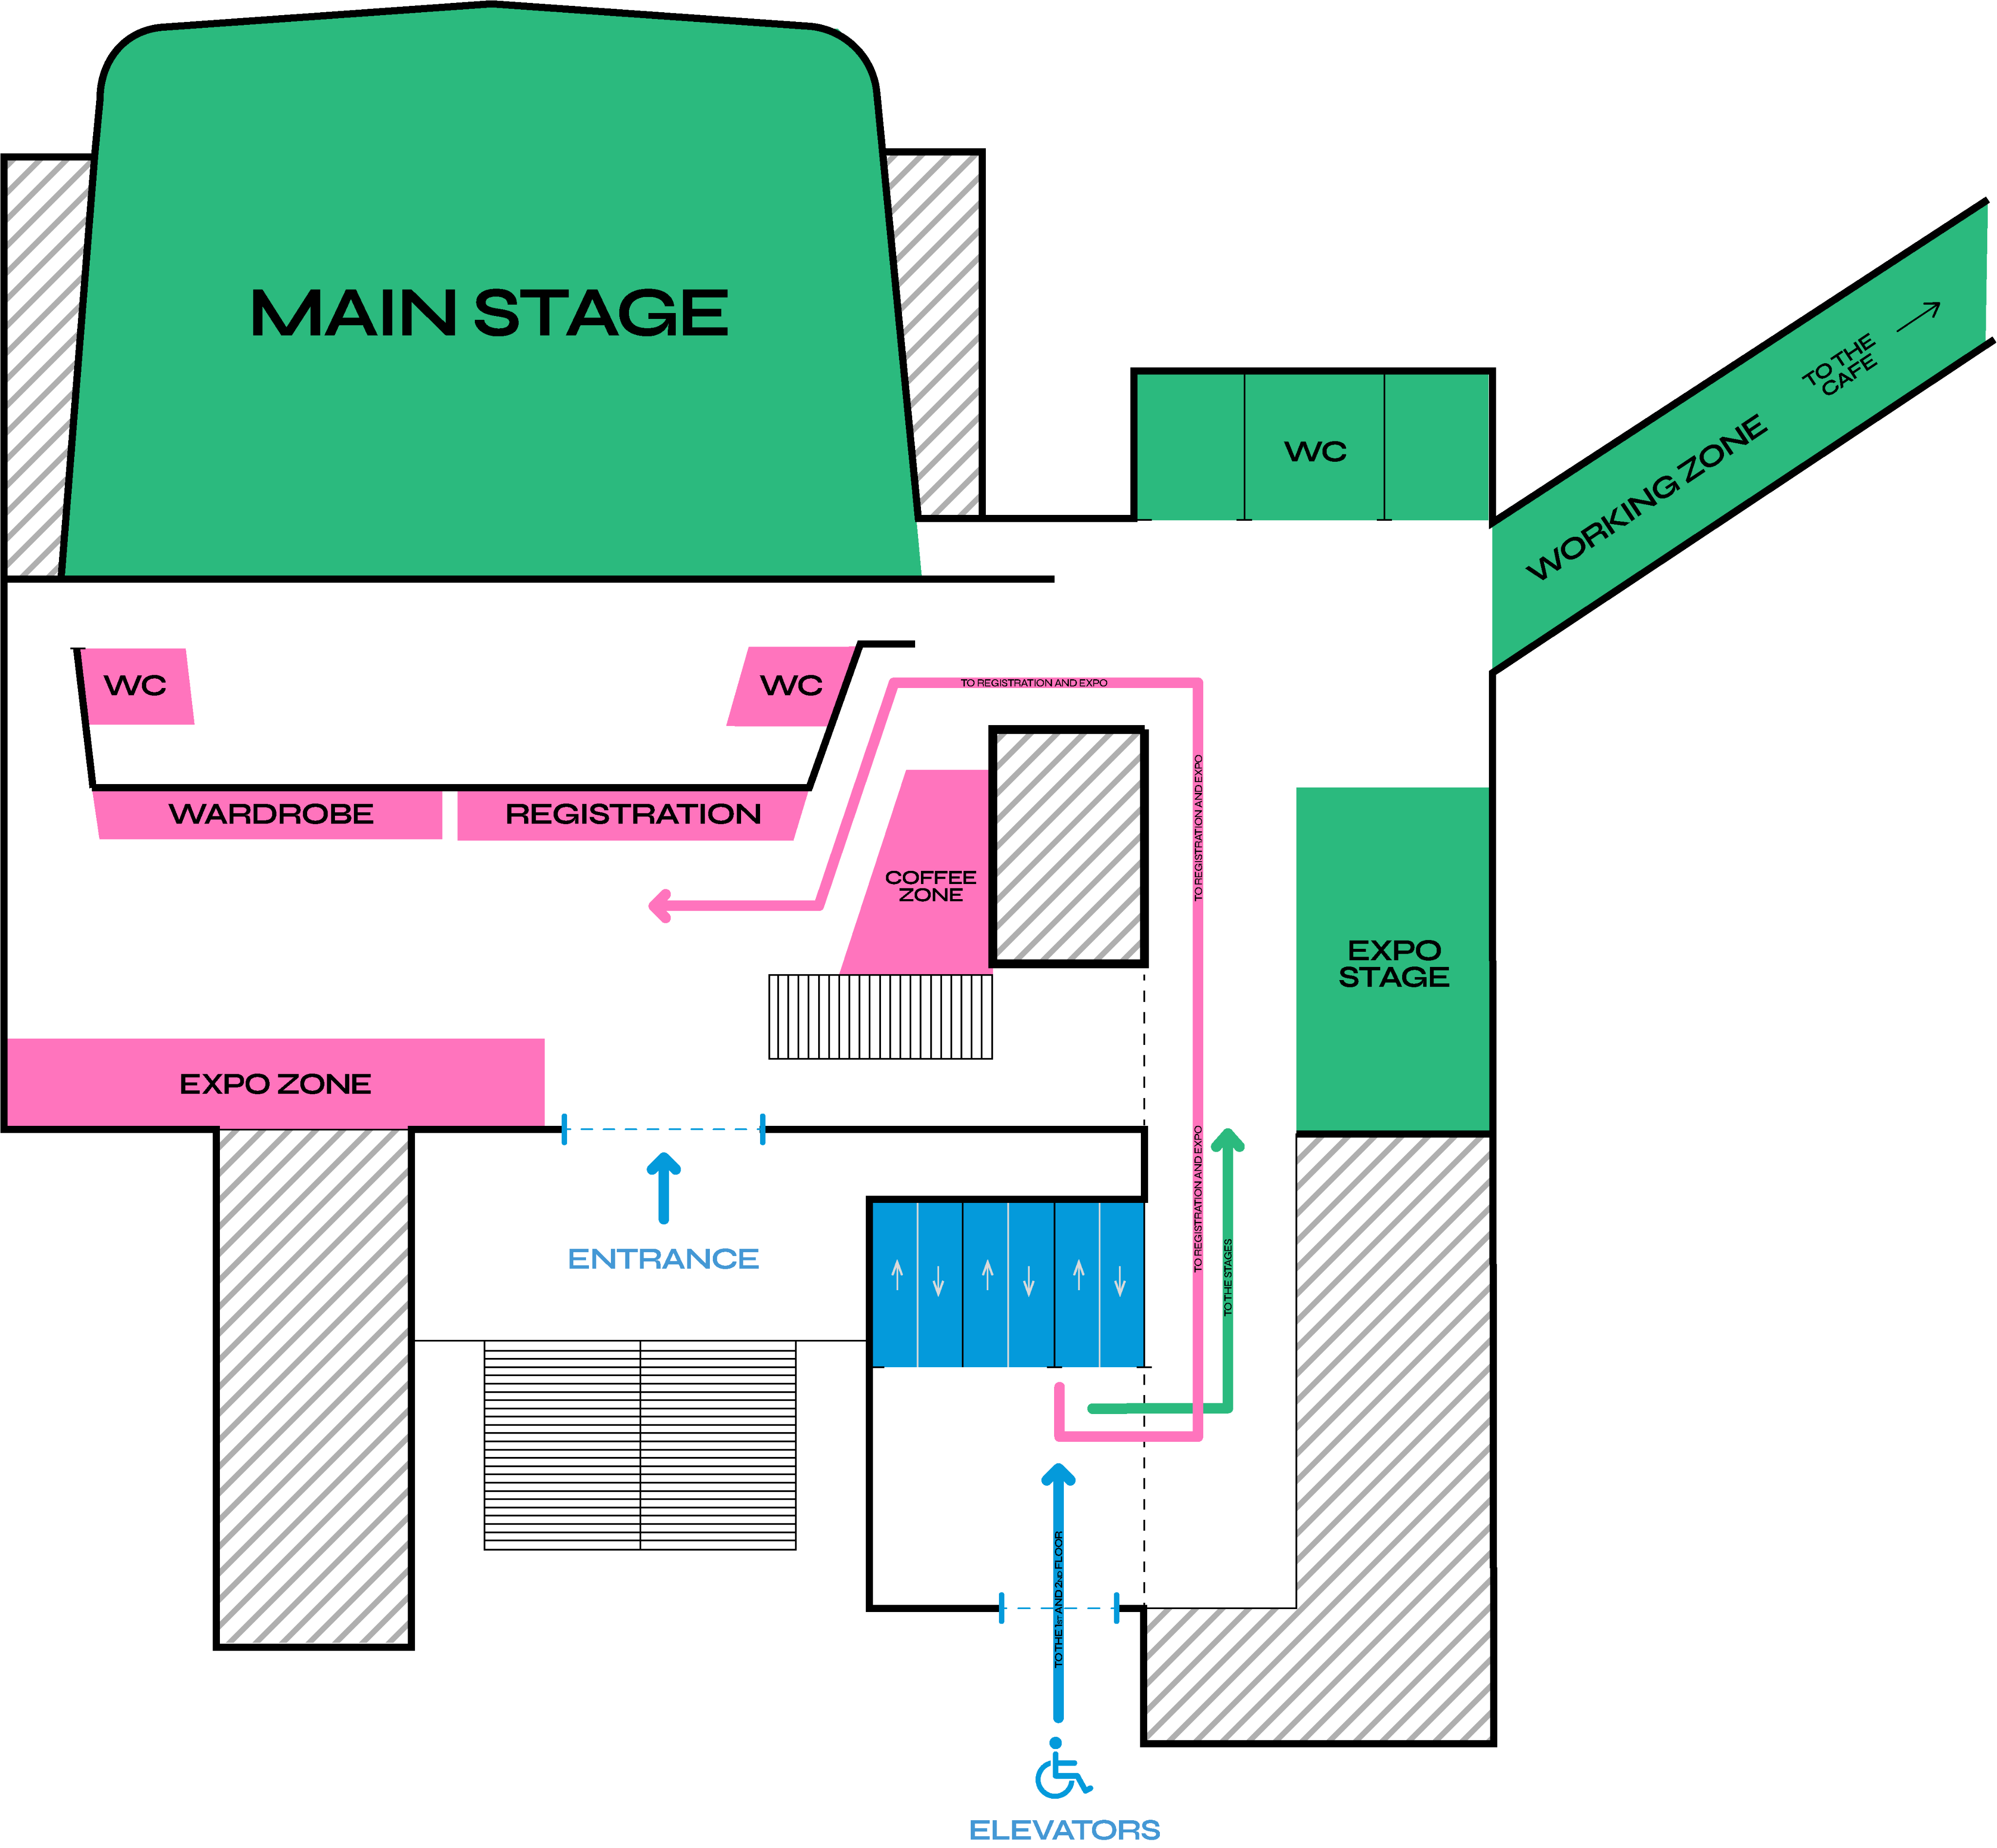 MAIN STAGE
WC
WORKING ZONE
TO THE
CAFE
WC
WC
TO REGISTRATION AND EXPO
TO REGISTRATION AND EXPO
WARDROBE
REGISTRATION
COFFEE
ZONE
EXPO
STAGE
EXPO ZONE
TO REGISTRATION AND EXPO
ENTRANCE
TO THE STAGES
TO THE 1ST AND 2ND FLOOR
ELEVATORS